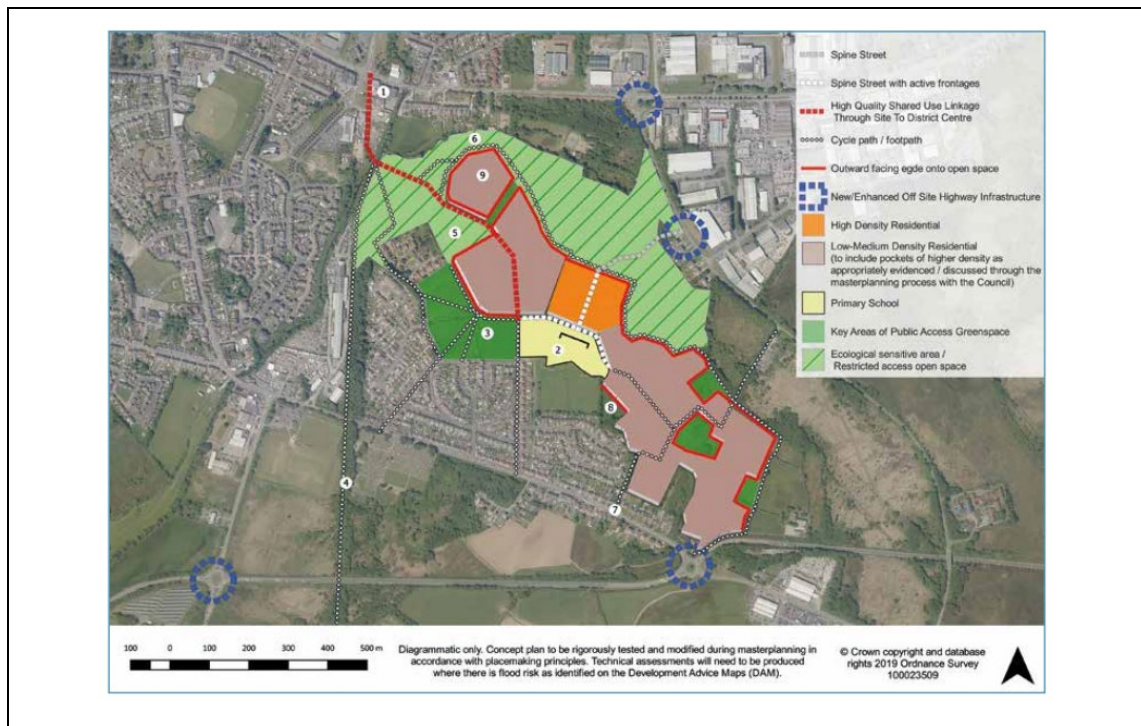 Spine Street
Spine Street with active frontages
High Quality Shared Use Linkage
Through Site To District Centre
Cycle path / footpath
Outward facing egde onto open space
New/Enhanced Off Site Highway Infrastructure
High Density Residential
Low-Medium Density Residential
(to include pockets of higher density as
appropriately evidenced / discussed through the
masterplanning process with the Council)
Primary School
Key Areas of Public Access Greenspace
Ecological sensitive area /
Restricted access open space
1
6
9
5
3
2
8
4
7
100 0 100 200 300 400 500 m
Diagrammatic only. Concept plan to be rigorously tested and modified during masterplanning in
accordance with placemaking principles. Technical assessments will need to be produced
where there is flood risk as identified on the Development Advice Maps (DAM).
© Crown copyright and database
rights 2019 Ordnance Survey
100023509